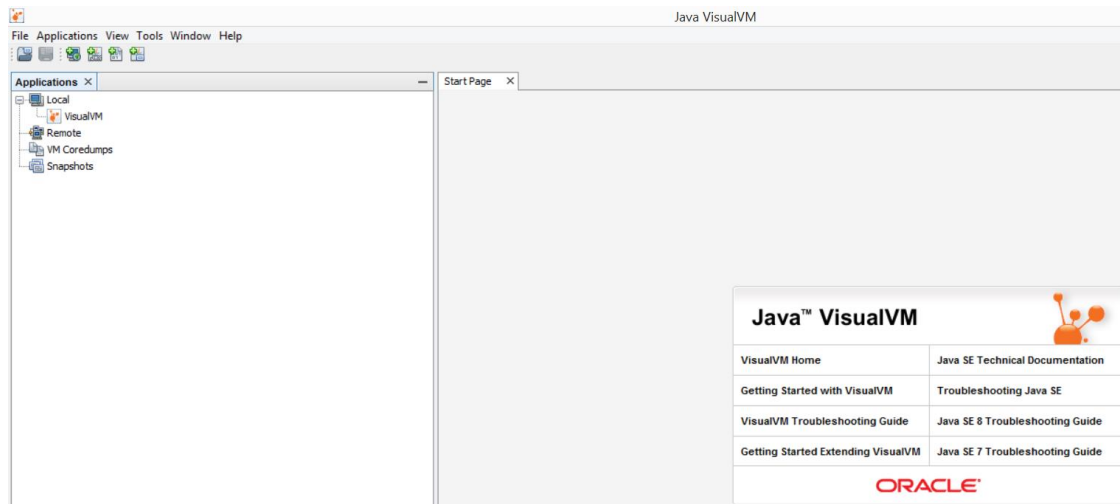 Java VisualVM
File Applications View Tools Window Help
Applications
Start Page
Local
VisualVM
Remote
VM Coredumps
Snapshots
Java™ VisualVM
VisualVM Home
Java SE Technical Documentation
Getting Started with VisualVM
Troubleshooting Java SE
VisualVM Troubleshooting Guide
Java SE 8 Troubleshooting Guide
Getting Started Extending VisualVM
Java SE 7 Troubleshooting Guide
ORACLE